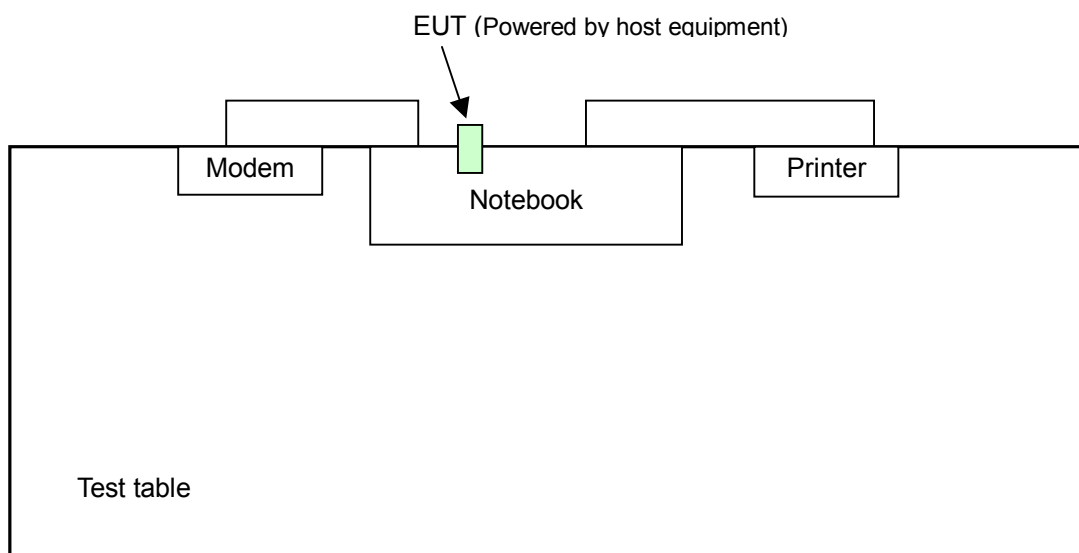 EUT (Powered by host equipment)
Modem
Printer
Notebook
Test table